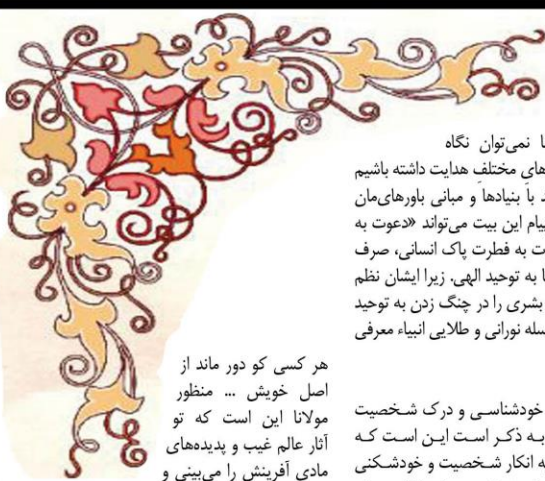 ا نمی‌توان نگاه
های مختلف هدایت داشته باشیم
د با بنیادها و مبانی باورهای‌مان
پیام این بیت می‌تواند «دعوت به
ت به فطرت پاک انسانی، صرف
ا به توحید الهی. زیرا ایشان نظم
بشری را در چنگ زدن به توحید
سله نورانی و طلایی انبیاء معرفی
خودشناسی و درک شخصیت
به ذکر است این است که
ه انکار شخصیت و خودشکنی
هر کسی کو دور ماند از
اصل خویش ... منظور
مولانا این است که تو
آثار عالم غیب و پدیده‌های
مادی آفرینش را می‌بینی و